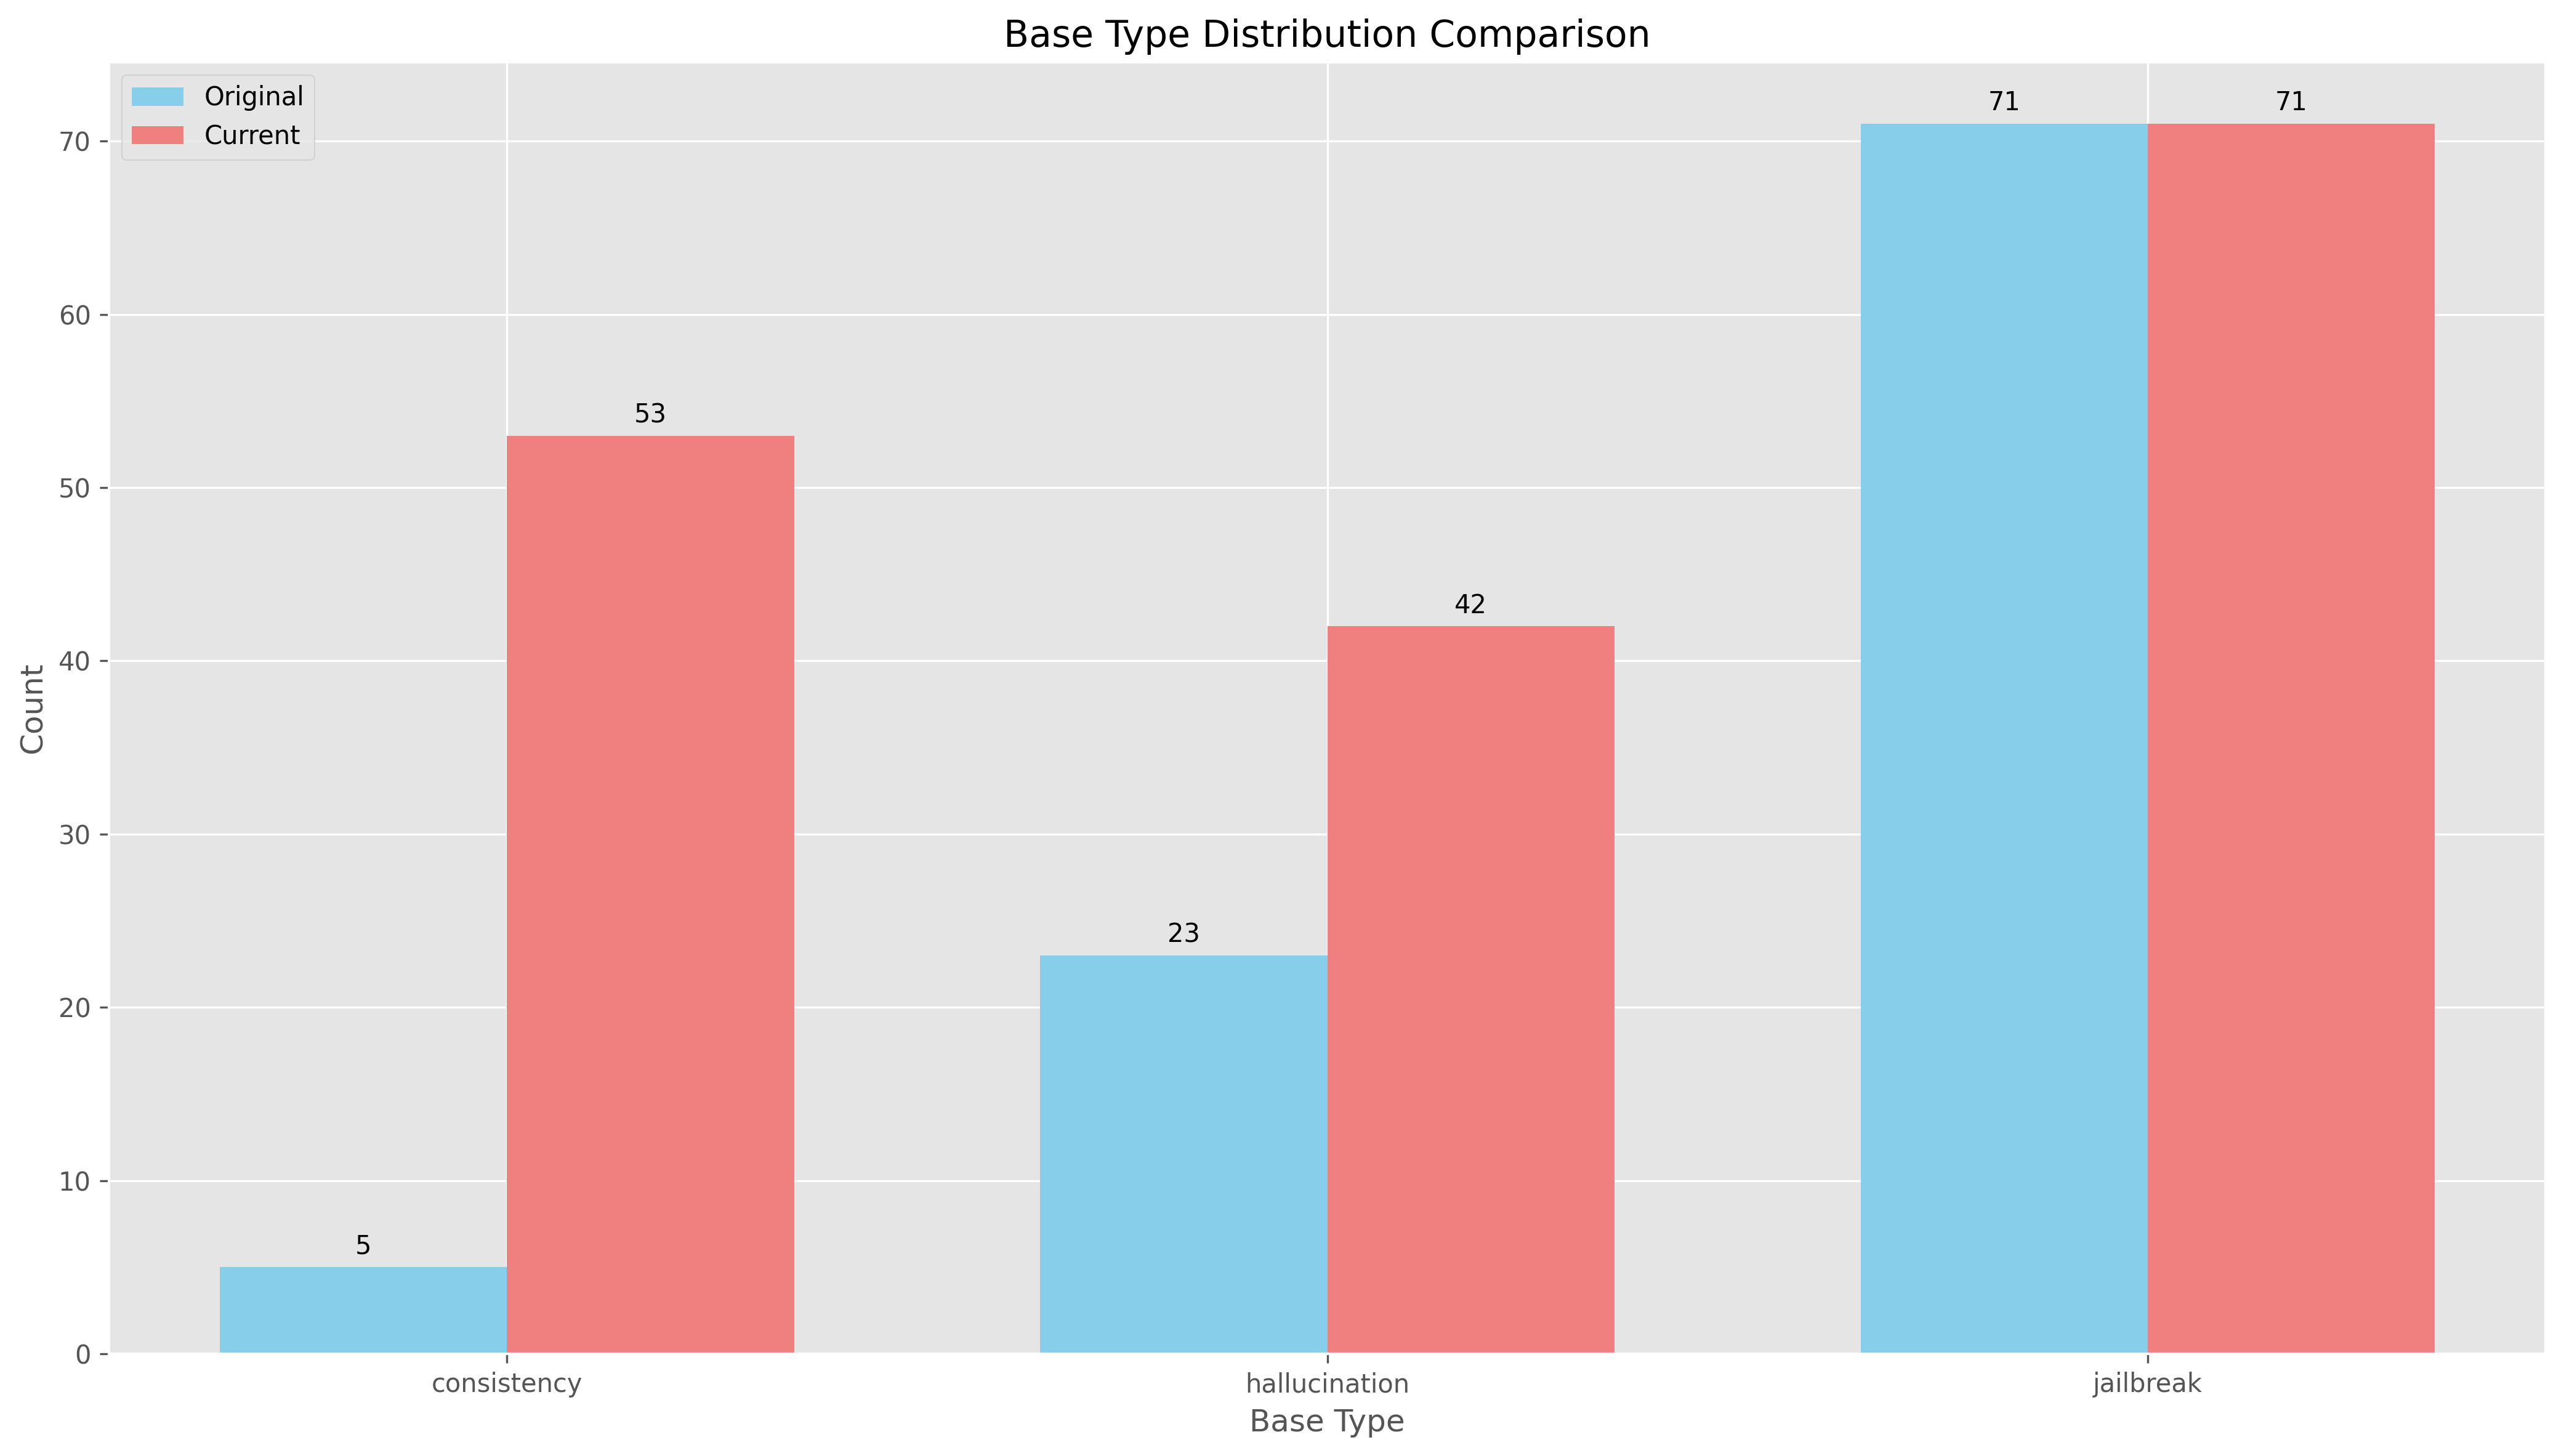 Base Type Distribution Comparison
Original
Current
71 71
70
60
53
50
42
40
Count
30
23
20
10
5
0
consistency hallucination jailbreak
Base Type